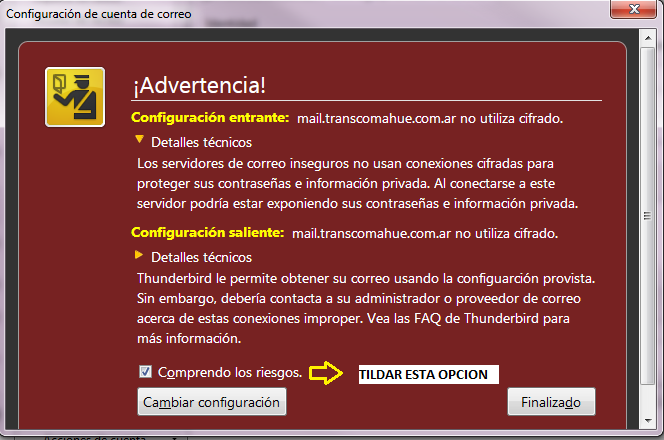 Configuración de cuenta de correo
¡Advertencia!
Configuración entrante: mail.transcomahue.com.ar no utiliza cifrado.
Detalles técnicos
Los servidores de correo inseguros no usan conexiones cifradas para
proteger sus contraseñas e información privada. Al conectarse a este
servidor podría estar exponiendo sus contraseñas e información privada.
Configuración saliente: mail.transcomahue.com.ar no utiliza cifrado.
Detalles técnicos
Thunderbird le permite obtener su correo usando la configuarción provista.
Sin embargo, debería contacta a su administrador o proveedor de correo
acerca de estas conexiones improper. Vea las FAQ de Thunderbird para
más información.
Comprendo los riesgos. TILDAR ESTA OPCION
Cambiar configuración Finalizado